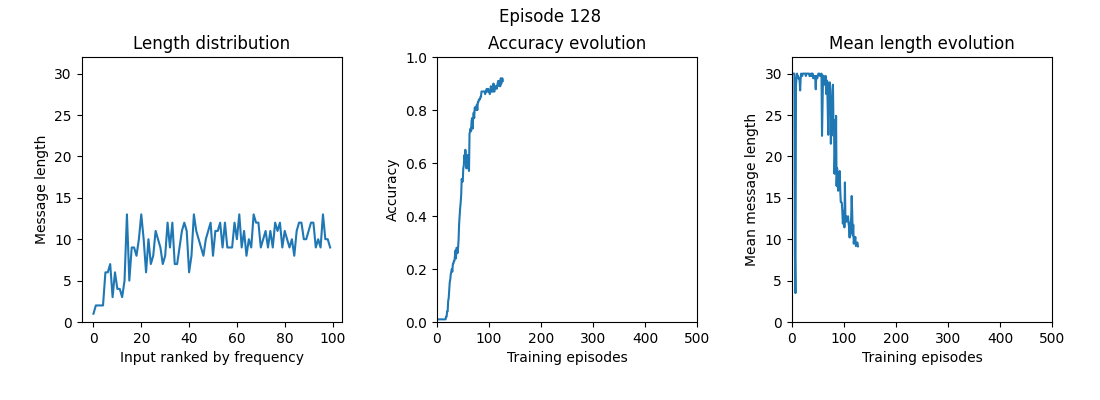 Episode 128
Length distribution
Message length
30
25
20
15
10
5
0
0 20 40 60 80 100
Input ranked by frequency
Accuracy evolution
Accuracy
1.0
0.8
0.6
0.4
0.2
0.0
0 100 200 300 400 500
Training episodes
Mean length evolution
Mean message length
30
25
20
15
10
5
0
0 100 200 300 400 500
Training episodes